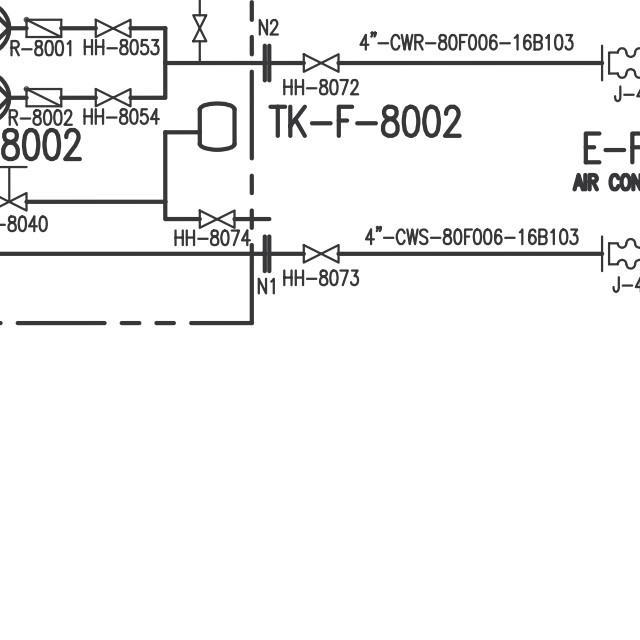 N2
4"-CWR-80F006-16B103
R-8001
HH-8053
HH-8072
J-4
R-8002
HH-8054
TK-F-8002
8002
E-F
AIR CON
-8040
HH-8074
4"-CWS-80F006-16B103
N1
HH-8073
J-4